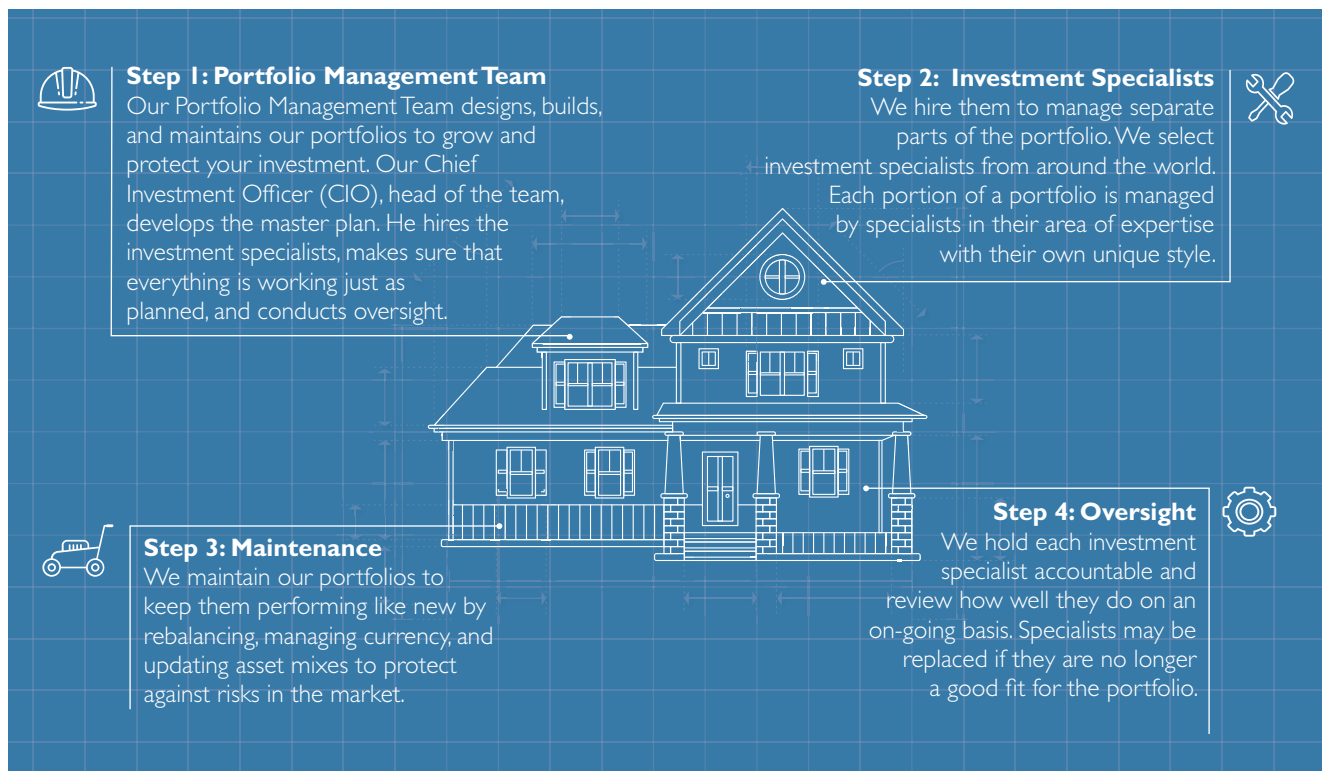 Step 1: Portfolio Management Team
Our Portfolio Management Team designs, builds,
and maintains our portfolios to grow and
protect your investment. Our Chief
Investment Officer (CIO), head of the team,
develops the master plan. He hires the
investment specialists, makes sure that
everything is working just as
planned, and conducts oversight.
Step 2: Investment Specialists
We hire them to manage separate
parts of the portfolio. We select
investment specialists from around the world.
Each portion of a portfolio is managed
by specialists in their area of expertise
with their own unique style.
Step 3: Maintenance
We maintain our portfolios to
keep them performing like new by
rebalancing, managing currency, and
updating asset mixes to protect
against risks in the market.
Step 4: Oversight
We hold each investment
specialist accountable and
review how well they do on an
on-going basis. Specialists may be
replaced if they are no longer
a good fit for the portfolio.